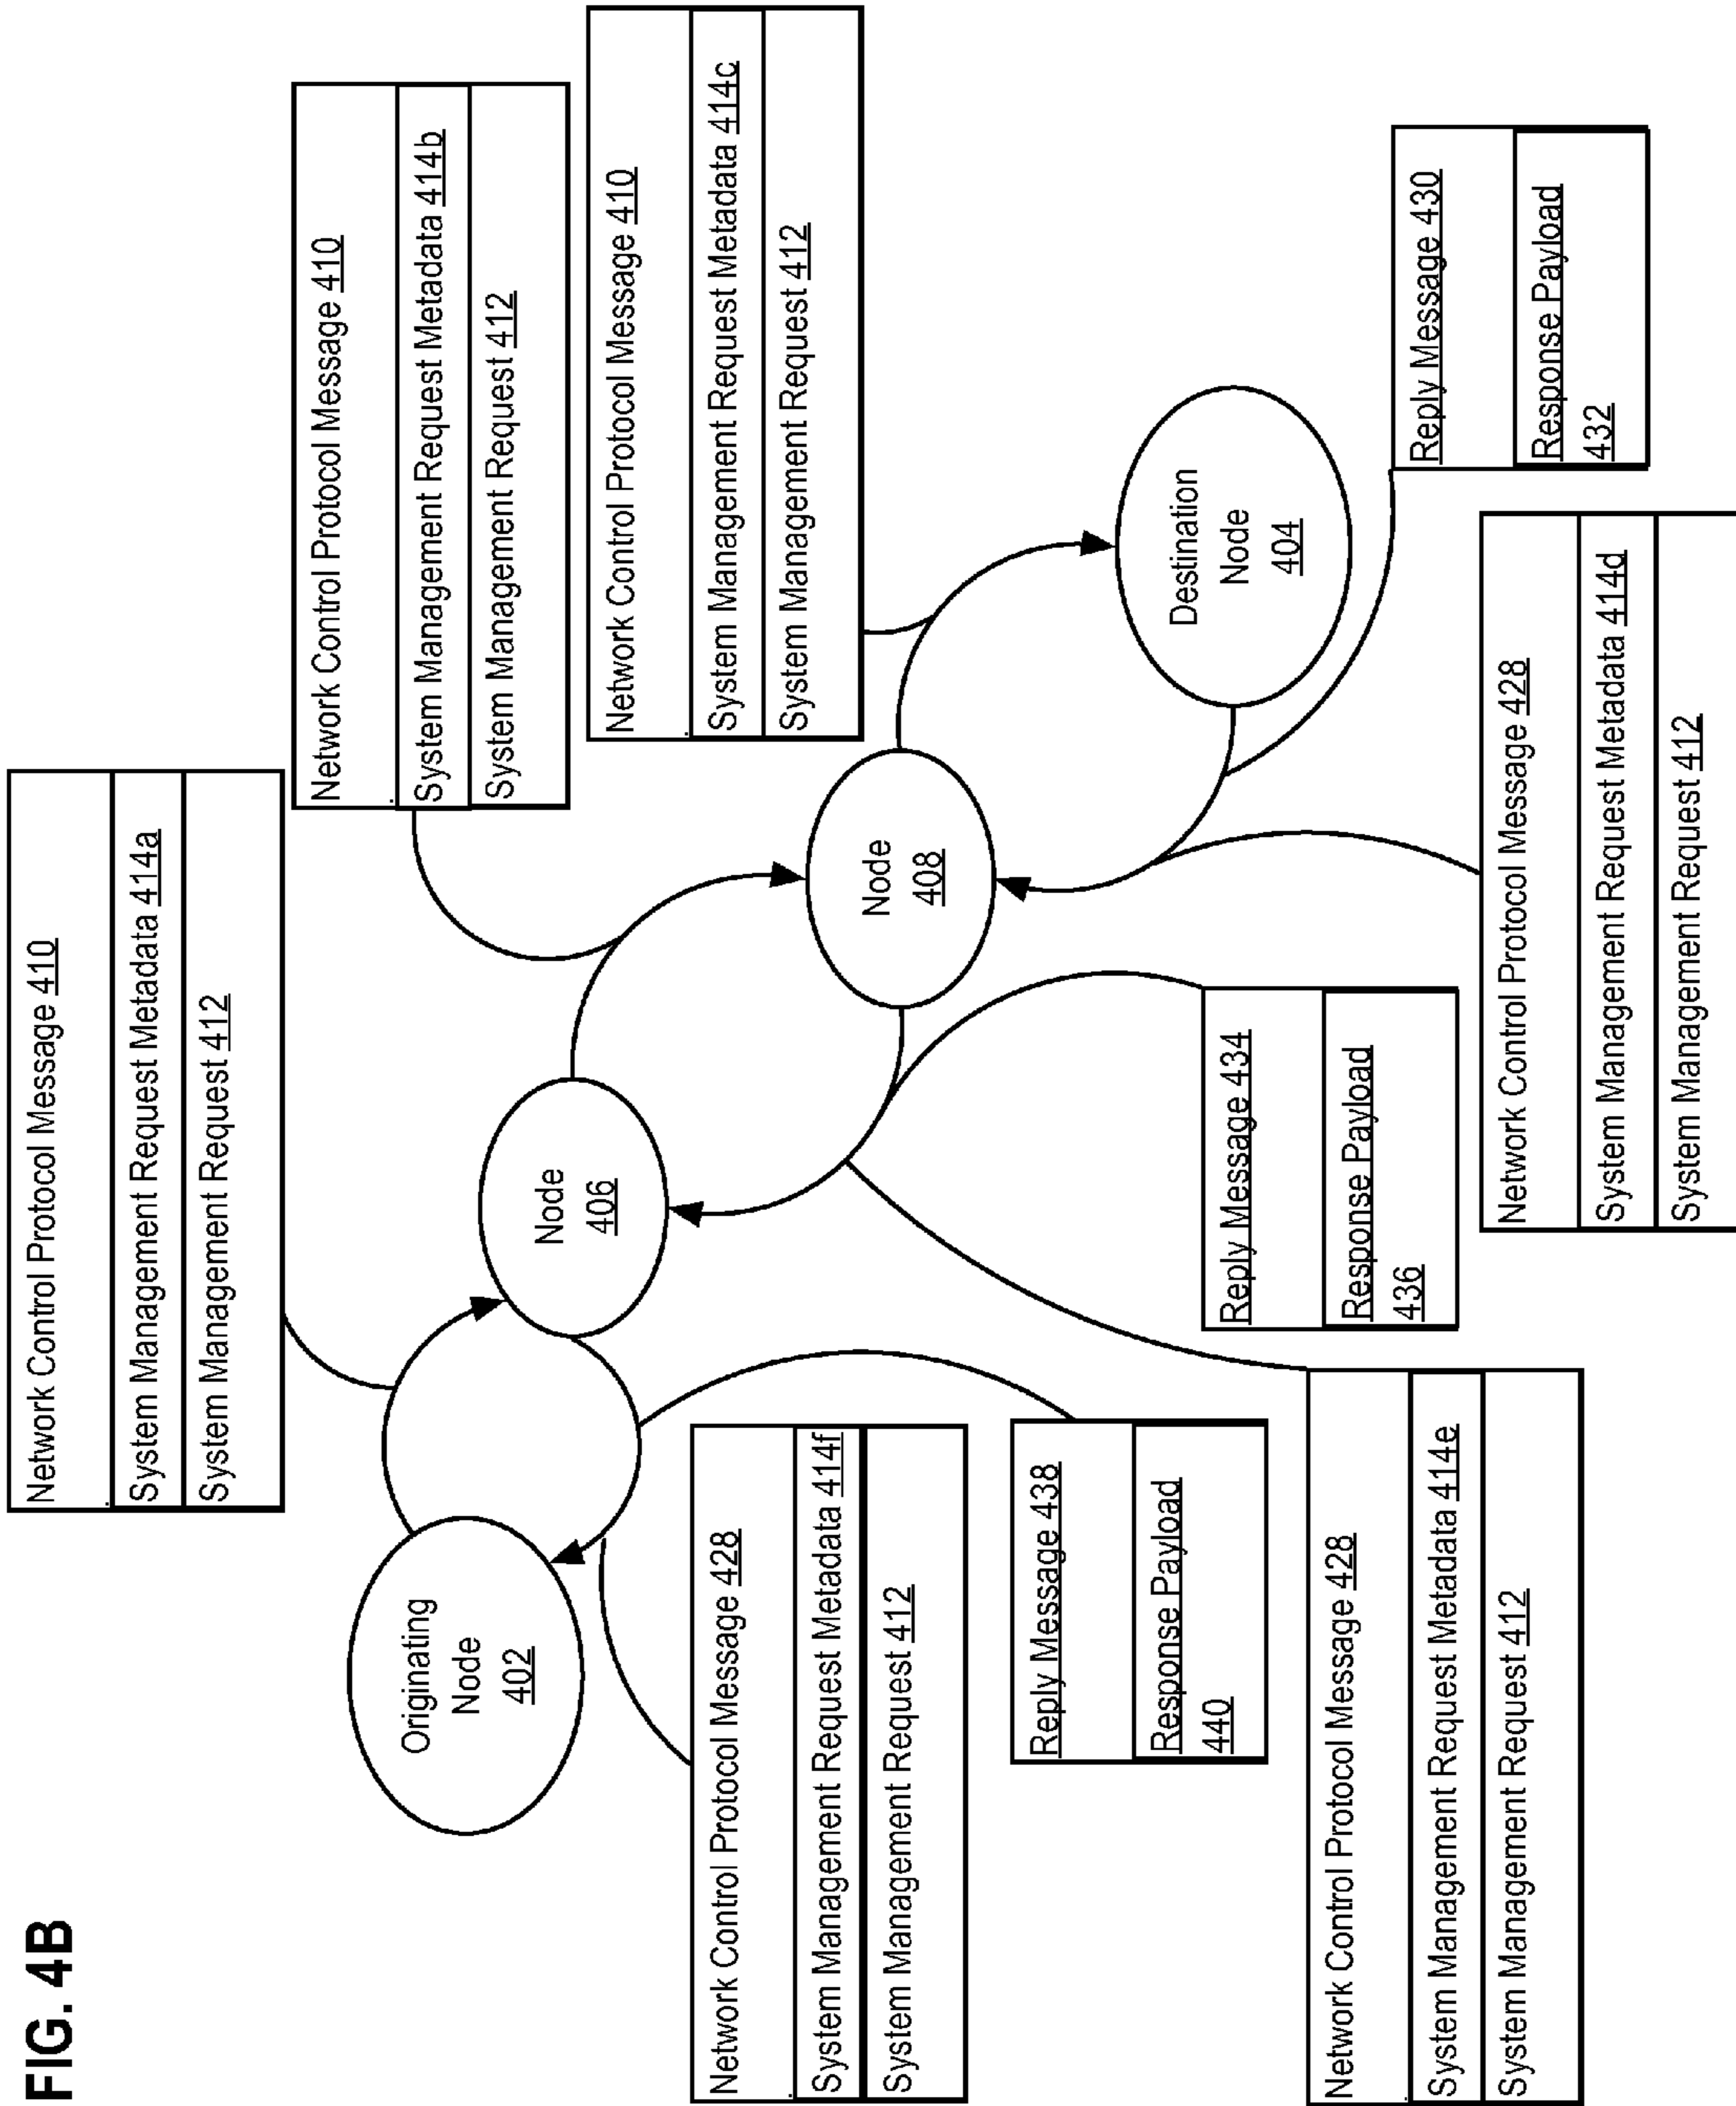 FIG. 4B
Network Control Protocol Message 410
System Management Request Metadata 414a
System Management Request 412
Network Control Protocol Message 410
System Management Request Metadata 414b
System Management Request 412
Network Control Protocol Message 410
System Management Request Metadata 414c
System Management Request 412
Originating
Node
402
Node
406
Node
408
Destination
Node
404
Network Control Protocol Message 428
System Management Request Metadata 414f
System Management Request 412
Reply Message 438
Response Payload
440
Network Control Protocol Message 428
System Management Request Metadata 414e
System Management Request 412
Reply Message 434
Response Payload
436
Network Control Protocol Message 428
System Management Request Metadata 414d
System Management Request 412
Reply Message 430
Response Payload
432